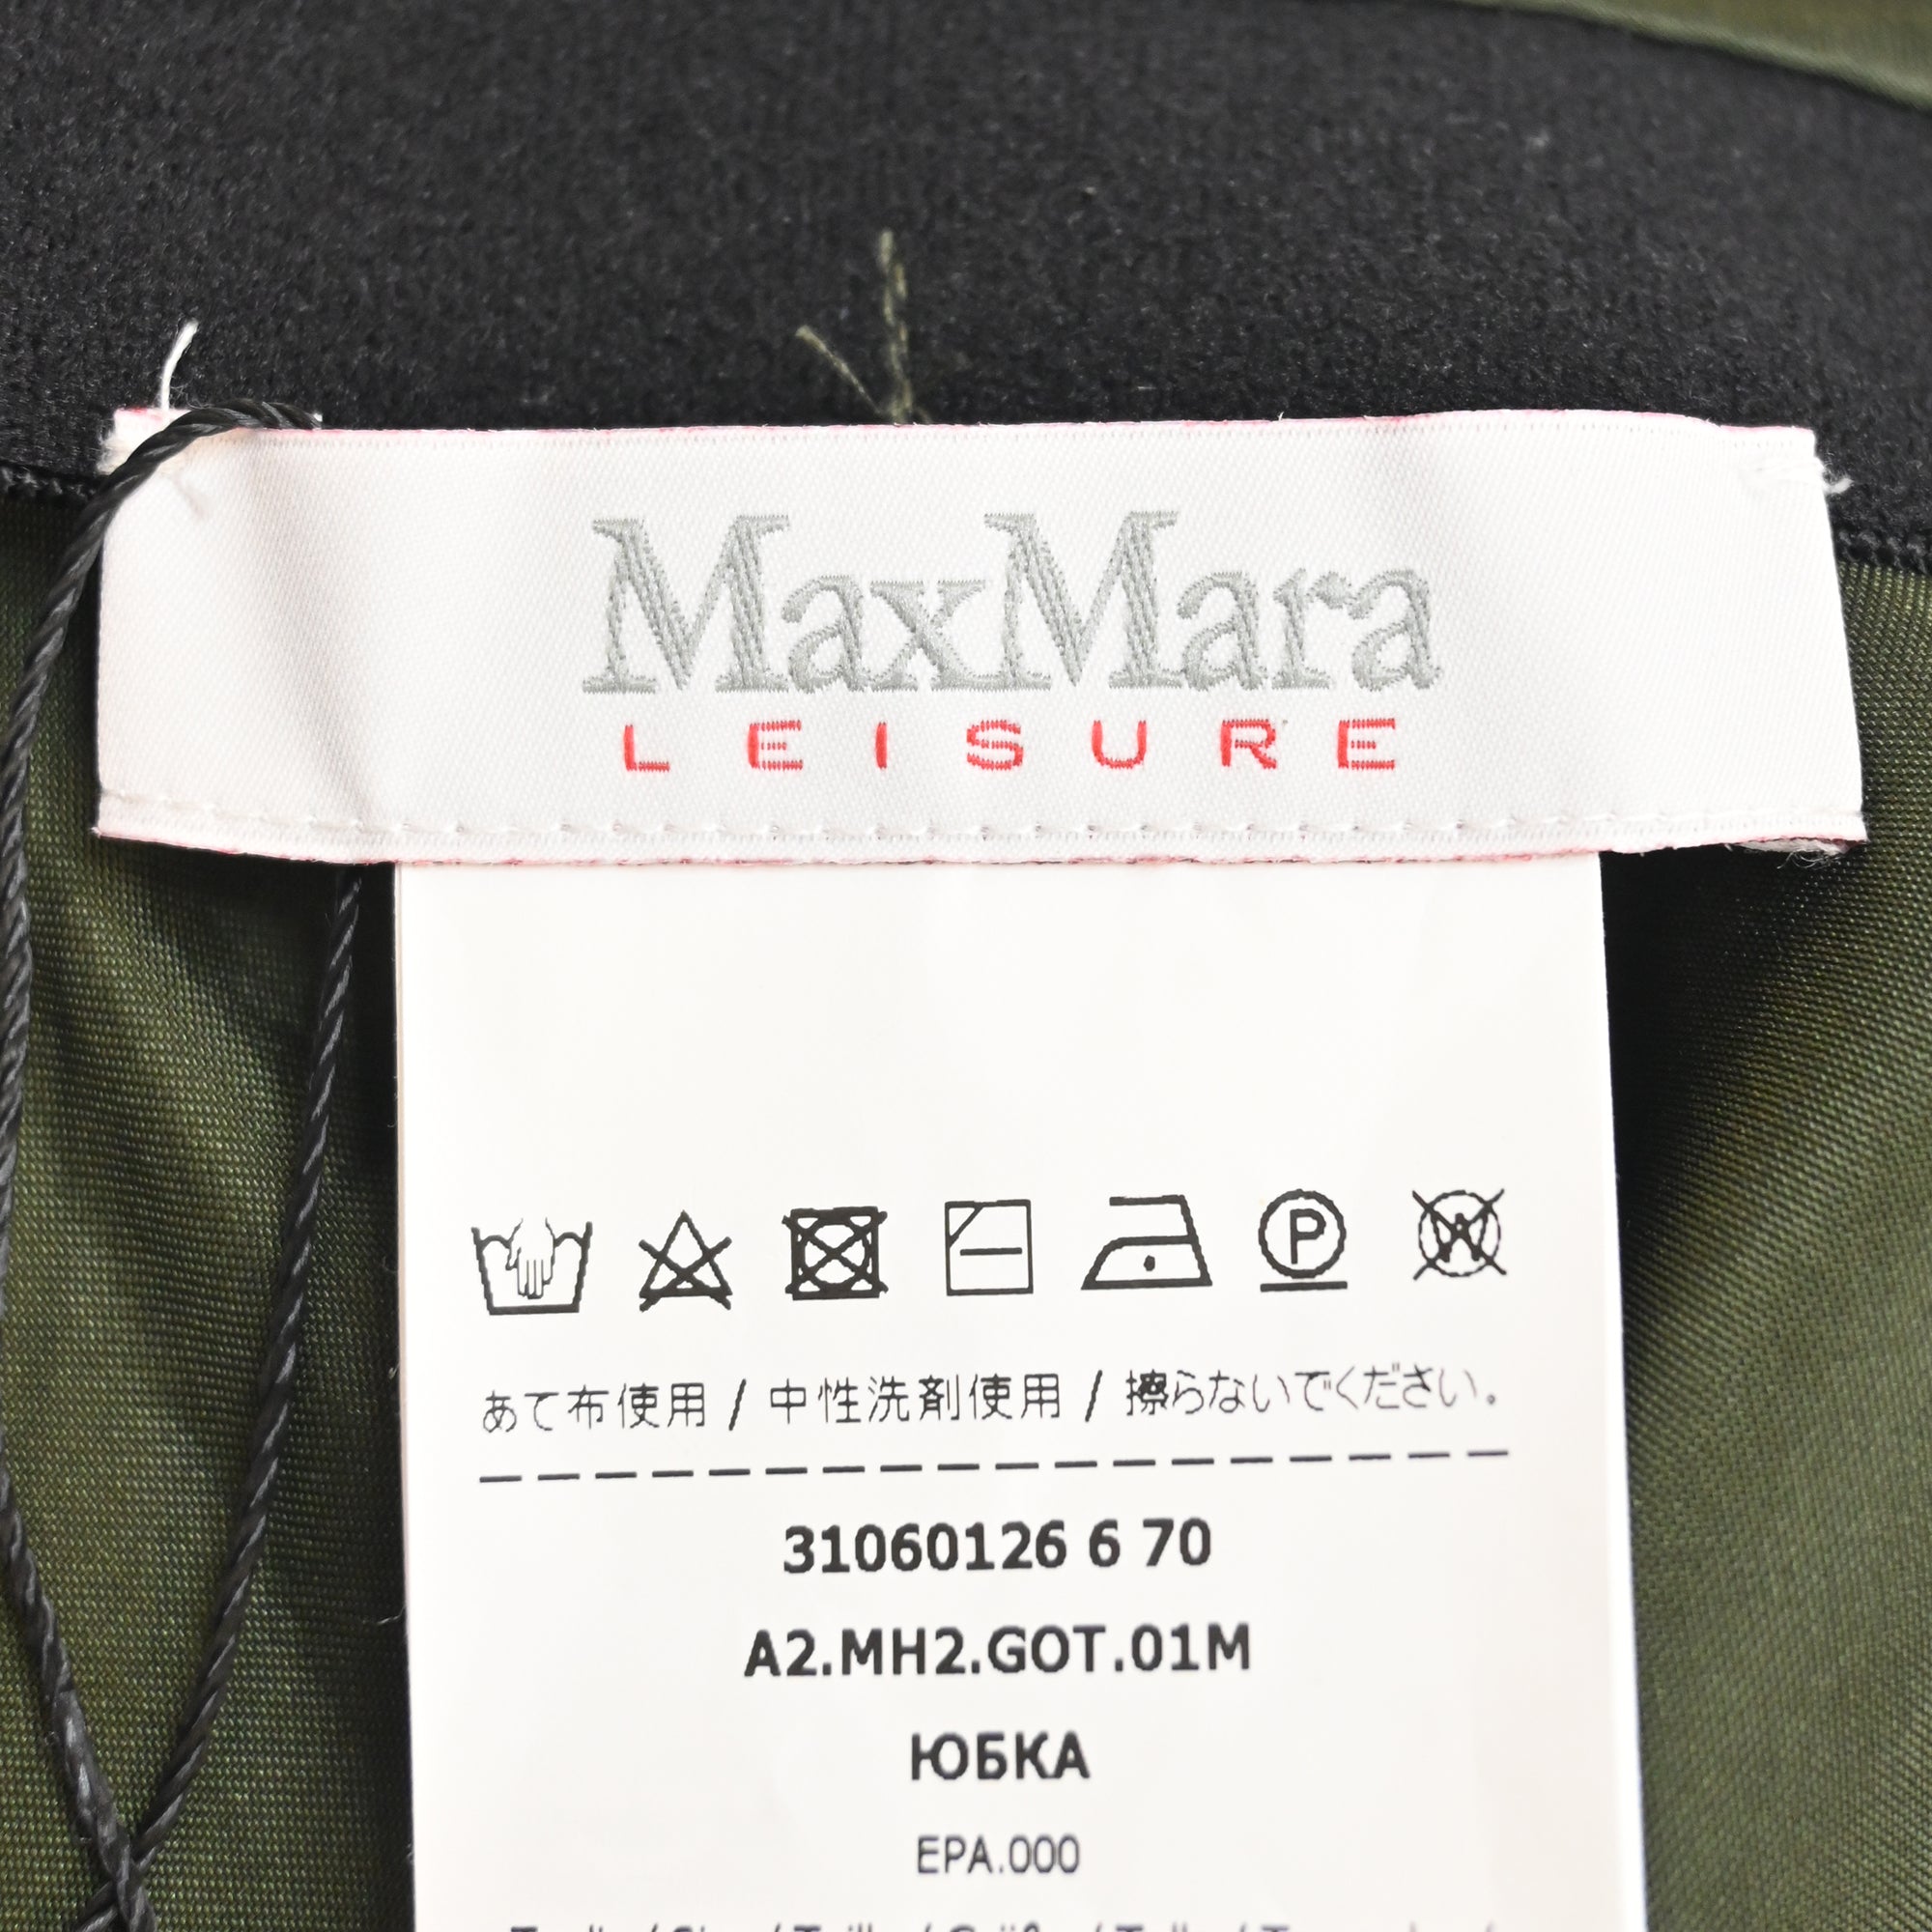 MaxMara
LEISURE
P
W
あて布使用 / 中性洗剤使用 / 擦らないでください。
31060126 6 70
A2.MH2.GOT.01M
ЮБКА
EPA.000